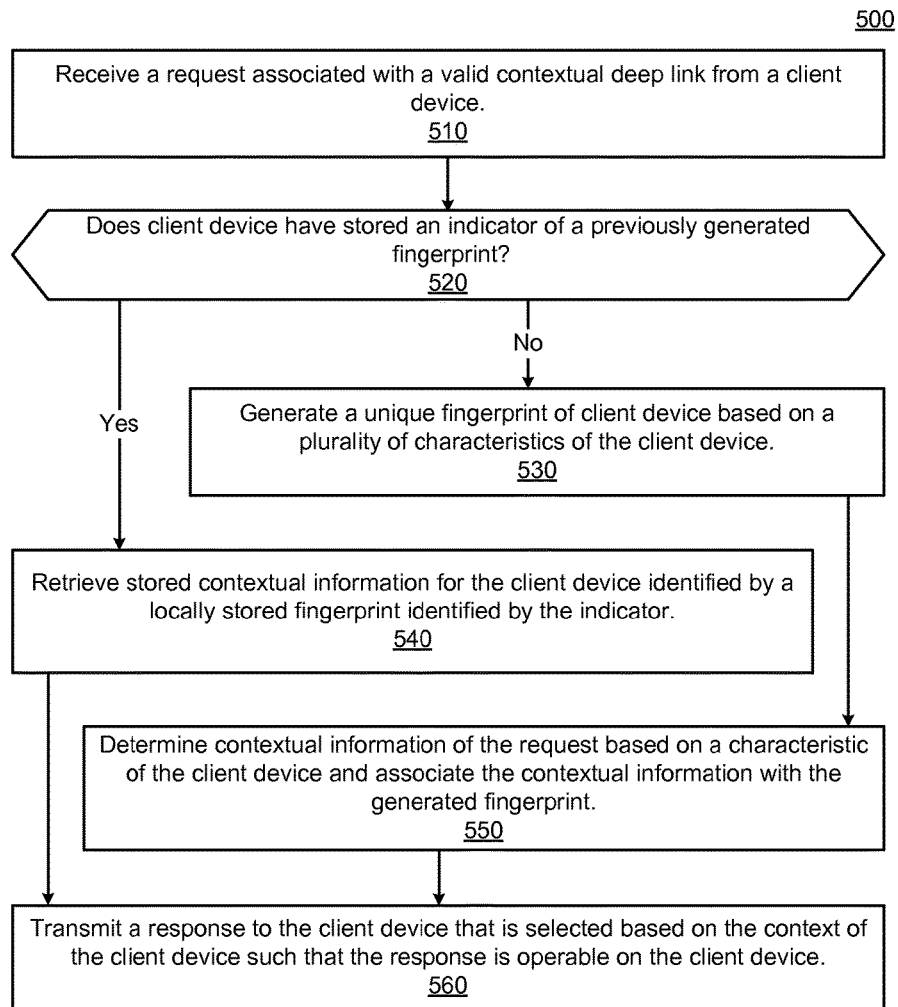 500
Receive a request associated with a valid contextual deep link from a client
device.
510
Does client device have stored an indicator of a previously generated
fingerprint?
520
No
Yes
Generate a unique fingerprint of client device based on a
plurality of characteristics of the client device.
530
Retrieve stored contextual information for the client device identified by a
locally stored fingerprint identified by the indicator.
540
Determine contextual information of the request based on a characteristic
of the client device and associate the contextual information with the
generated fingerprint.
550
Transmit a response to the client device that is selected based on the context of
the client device such that the response is operable on the client device.
560